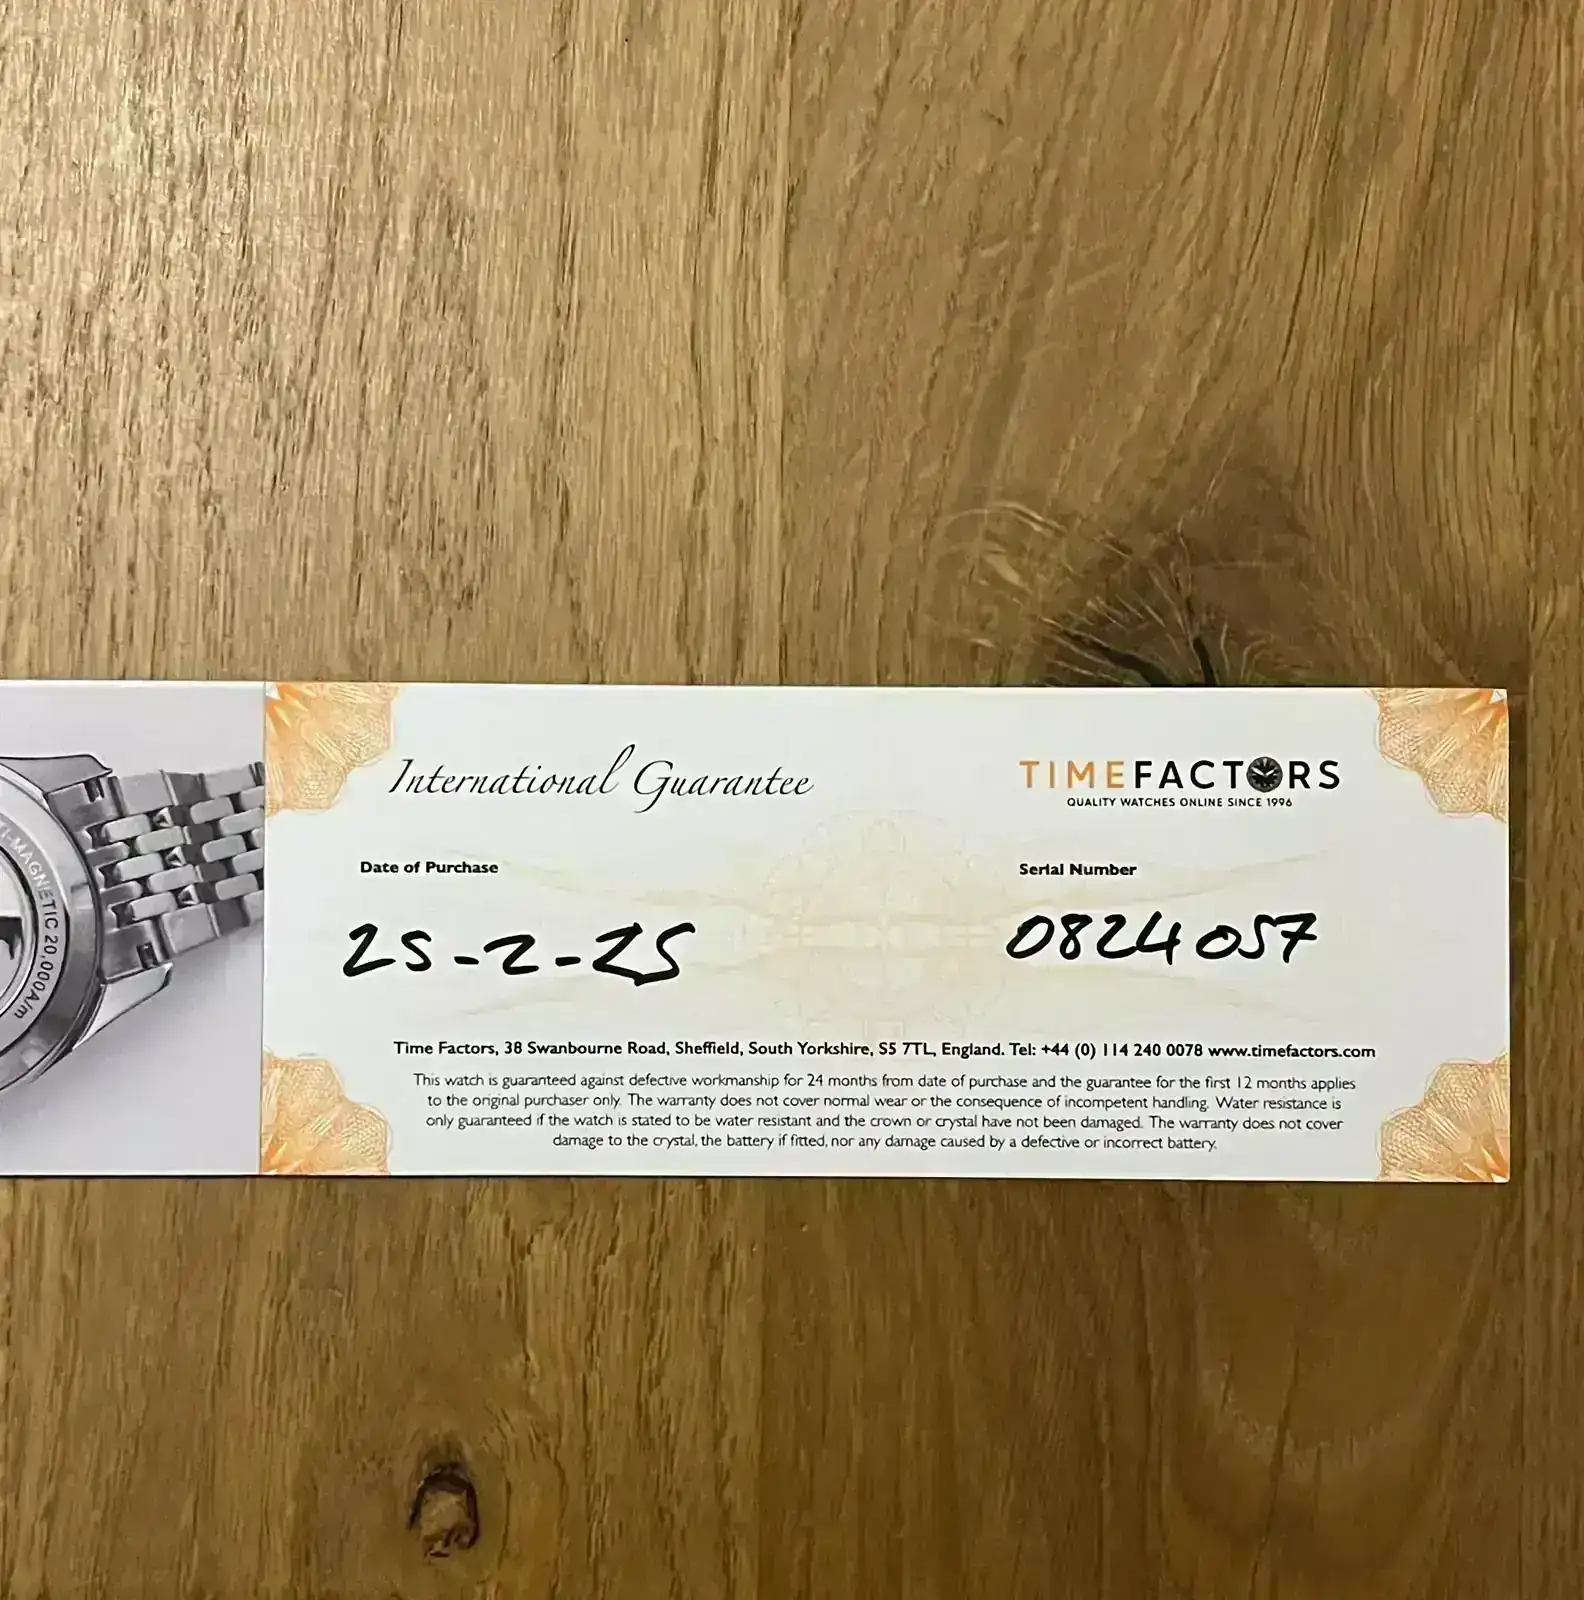 TI-MAGNETIC 20,000A/m
International Guarantee
TIMEFACTORS
QUALITY WATCHES ONLINE SINCE 1996
Date of Purchase
Serial Number
25-2-25
0824057
Time Factors, 38 Swanbourne Road, Sheffield, South Yorkshire, S5 7TL, England. Tel: +44 (0) 114 240 0078 www.timefactors.com
This watch is guaranteed against defective workmanship for 24 months from date of purchase and the guarantee for the first 12 months applies
to the original purchaser only. The warranty does not cover normal wear or the consequence of incompetent handling. Water resistance is
only guaranteed if the watch is stated to be water resistant and the crown or crystal have not been damaged. The warranty does not cover
damage to the crystal, the battery if fitted, nor any damage caused by a defective or incorrect battery.